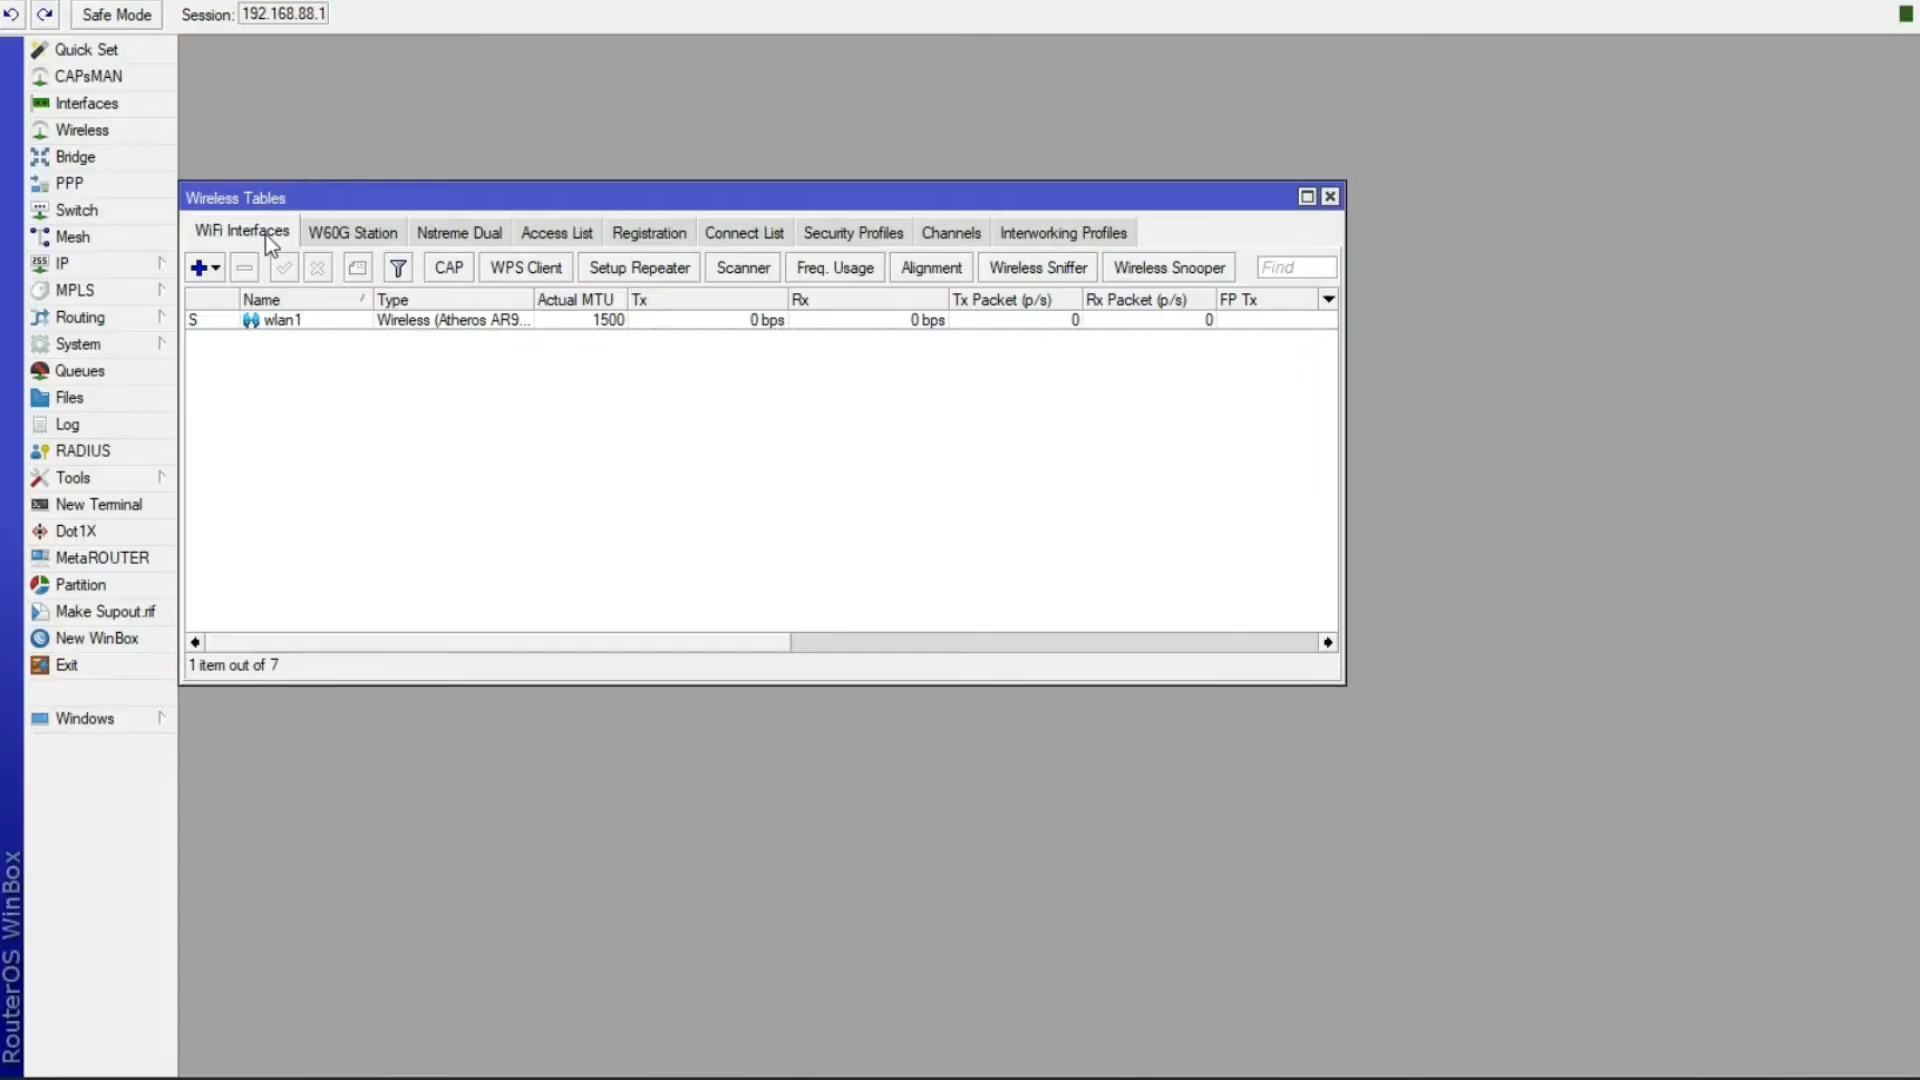 Safe Mode Session: 192.168.88.1
Quick Set
CAPsMAN
Interfaces
Wireless
Bridge
PPP
Switch
Mesh
IP
MPLS
Routing
System
Queues
Files
Log
RADIUS
Tools
New Terminal
Dot1X
MetaROUTER
Partition
Make Supout.rif
New WinBox
Exit
Windows
RouterOS WinBox
Wireless Tables
WiFi Interfaces W60G Station Nstreme Dual Access List Registration Connect List Security Profiles Channels Interworking Profiles
CAP WPS Client Setup Repeater Scanner Freq. Usage Alignment Wireless Sniffer Wireless Snooper Find
Name Type Actual MTU Tx Rx Tx Packet (p/s) Rx Packet (p/s) FP Tx
S wlan1 Wireless (Atheros AR9... 1500 0 bps 0 bps 0 0
1 item out of 7